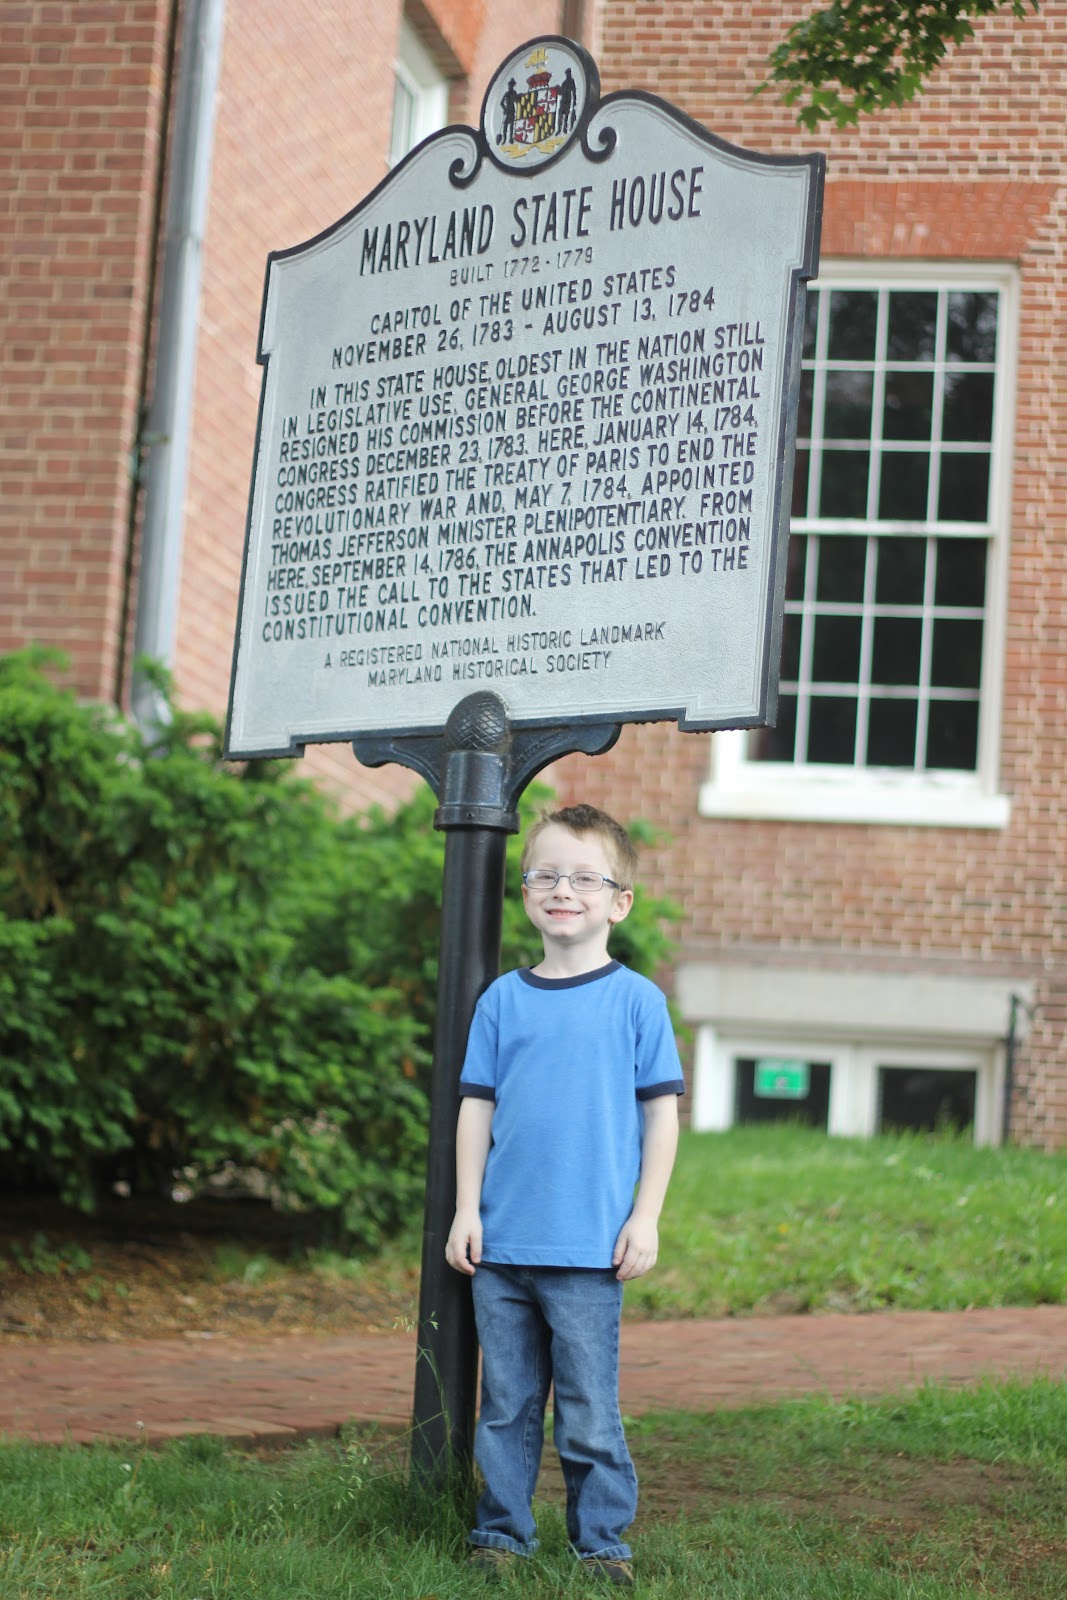 MARYLAND STATE HOUSE
BUILT 1772-1779
CAPITOL OF THE UNITED STATES
NOVEMBER 26, 1783 - AUGUST 13, 1784
IN THIS STATE HOUSE, OLDEST IN THE NATION STILL
IN LEGISLATIVE USE, GENERAL GEORGE WASHINGTON
RESIGNED HIS COMMISSION BEFORE THE CONTINENTAL
CONGRESS DECEMBER 23, 1783. HERE, JANUARY 14, 1784,
CONGRESS RATIFIED THE TREATY OF PARIS TO END THE
REVOLUTIONARY WAR AND, MAY 7, 1784, APPOINTED
THOMAS JEFFERSON MINISTER PLENIPOTENTIARY. FROM
HERE, SEPTEMBER 14, 1786, THE ANNAPOLIS CONVENTION
ISSUED THE CALL TO THE STATES THAT LED TO THE
CONSTITUTIONAL CONVENTION.
A REGISTERED NATIONAL HISTORIC LANDMARK
MARYLAND HISTORICAL SOCIETY